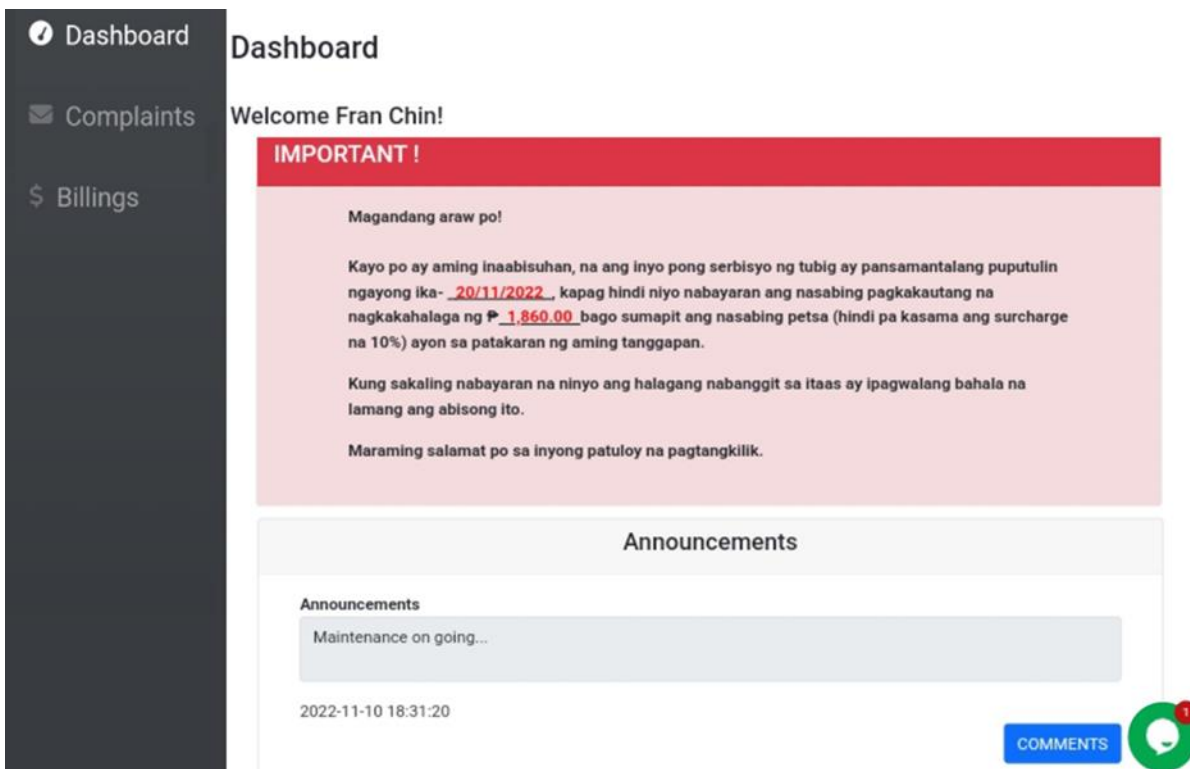 Dashboard
Complaints
$ Billings
Dashboard
Welcome Fran Chin!
IMPORTANT !
Magandang araw po!
Kayo po ay aming inaabisuhan, na ang inyo pong serbisyo ng tubig ay pansamantalang puputulin
ngayong ika- 20/11/2022 , kapag hindi niyo nabayaran ang nasabing pagkakautang na
nagkakahalaga ng ₱ 1,860.00 bago sumapit ang nasabing petsa (hindi pa kasama ang surcharge
na 10%) ayon sa patakaran ng aming tanggapan.
Kung sakaling nabayaran na ninyo ang halagang nabanggit sa itaas ay ipagwalang bahala na
lamang ang abisong ito.
Maraming salamat po sa inyong patuloy na pagtangkilik.
Announcements
Announcements
Maintenance on going...
2022-11-10 18:31:20
COMMENTS
1